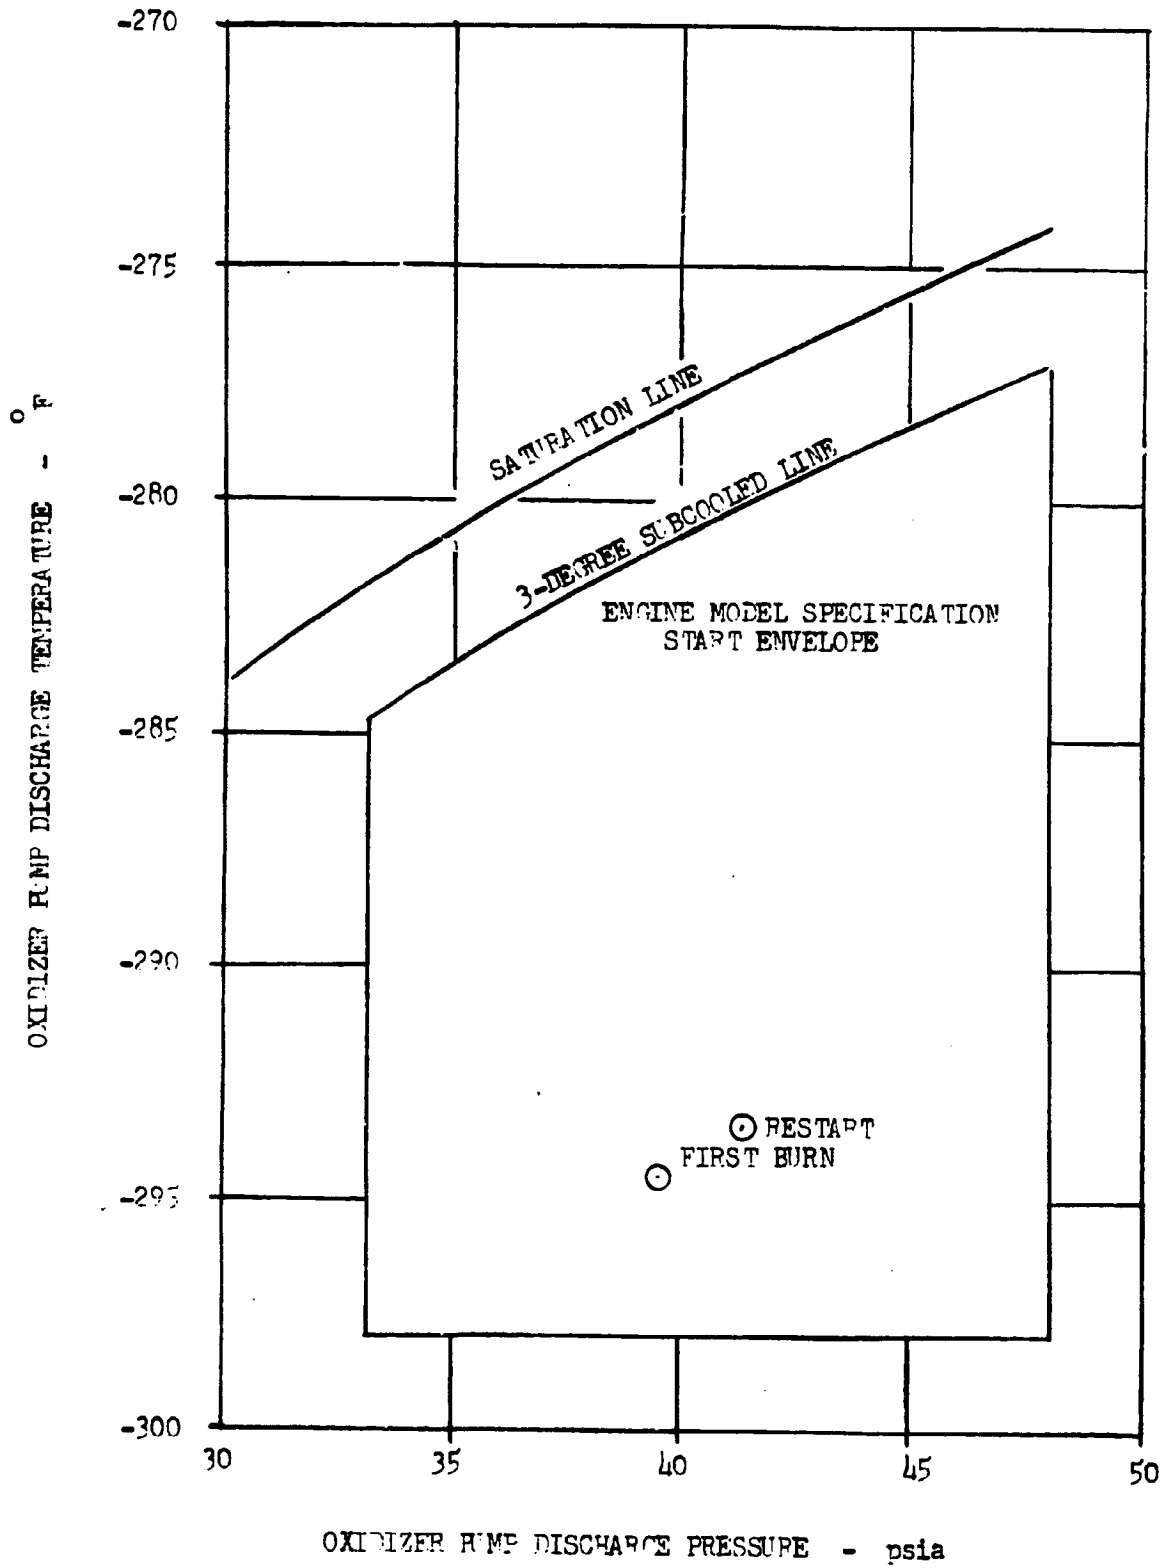 -270
-275
-280
-285
-290
-295
-300
30
35
40
45
50
OXIDIZER PUMP DISCHARGE TEMPERATURE - °F
SATURATION LINE
3-DEGREE SUBCOOLED LINE
ENGINE MODEL SPECIFICATION
START ENVELOPE
RESTART
FIRST BURN
OXIDIZER PUMP DISCHARGE PRESSURE - psia